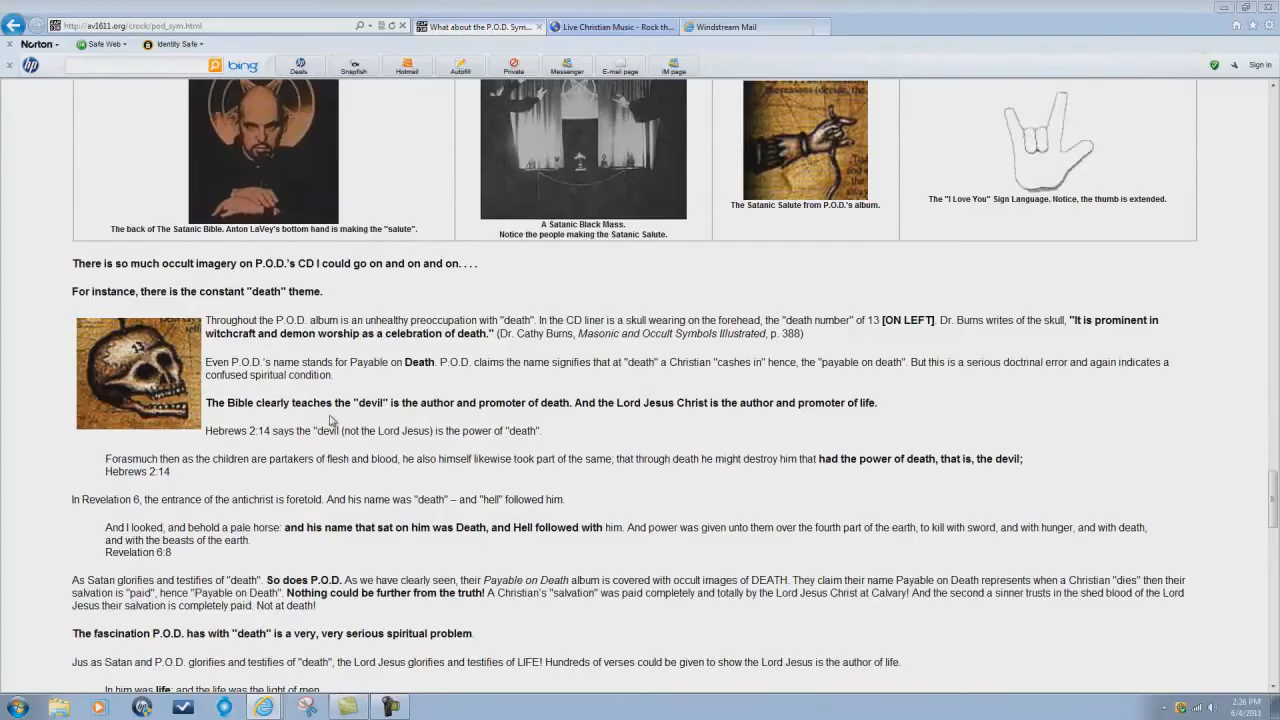 http://av1611.org/crock/pod_sym.html
What about the P.O.D. Sym...
Live Christian Music - Rock th...
Windstream Mail
Norton
Safe Web
Identity Safe
bing
Deals
Snapfish
Hotmail
Autofill
Private
Messenger
E-mail page
IM page
Sign in
The back of The Satanic Bible. Anton LaVey's bottom hand is making the "salute".
A Satanic Black Mass.
Notice the people making the Satanic Salute.
The Satanic Salute from P.O.D.'s album.
The "I Love You" Sign Language. Notice, the thumb is extended.
There is so much occult imagery on P.O.D.'s CD I could go on and on and on. . . .
For instance, there is the constant "death" theme.
Throughout the P.O.D. album is an unhealthy preoccupation with "death". In the CD liner is a skull wearing on the forehead, the "death number" of 13 [ON LEFT]. Dr. Burns writes of the skull, "It is prominent in
witchcraft and demon worship as a celebration of death." (Dr. Cathy Burns, Masonic and Occult Symbols Illustrated, p. 388)
Even P.O.D.'s name stands for Payable on Death. P.O.D. claims the name signifies that at "death" a Christian "cashes in" hence, the "payable on death". But this is a serious doctrinal error and again indicates a
confused spiritual condition.
The Bible clearly teaches the "devil" is the author and promoter of death. And the Lord Jesus Christ is the author and promoter of life.
Hebrews 2:14 says the "devil (not the Lord Jesus) is the power of "death".
Forasmuch then as the children are partakers of flesh and blood, he also himself likewise took part of the same; that through death he might destroy him that had the power of death, that is, the devil;
Hebrews 2:14
In Revelation 6, the entrance of the antichrist is foretold. And his name was "death" – and "hell" followed him.
And I looked, and behold a pale horse: and his name that sat on him was Death, and Hell followed with him. And power was given unto them over the fourth part of the earth, to kill with sword, and with hunger, and with death,
and with the beasts of the earth.
Revelation 6:8
As Satan glorifies and testifies of "death". So does P.O.D. As we have clearly seen, their Payable on Death album is covered with occult images of DEATH. They claim their name Payable on Death represents when a Christian "dies" then their
salvation is "paid", hence "Payable on Death". Nothing could be further from the truth! A Christian's "salvation" was paid completely and totally by the Lord Jesus Christ at Calvary! And the second a sinner trusts in the shed blood of the Lord
Jesus their salvation is completely paid. Not at death!
The fascination P.O.D. has with "death" is a very, very serious spiritual problem.
Jus as Satan and P.O.D. glorifies and testifies of "death", the Lord Jesus glorifies and testifies of LIFE! Hundreds of verses could be given to show the Lord Jesus is the author of life.
In him was life; and the life was the light of men
2:26 PM
6/4/2011